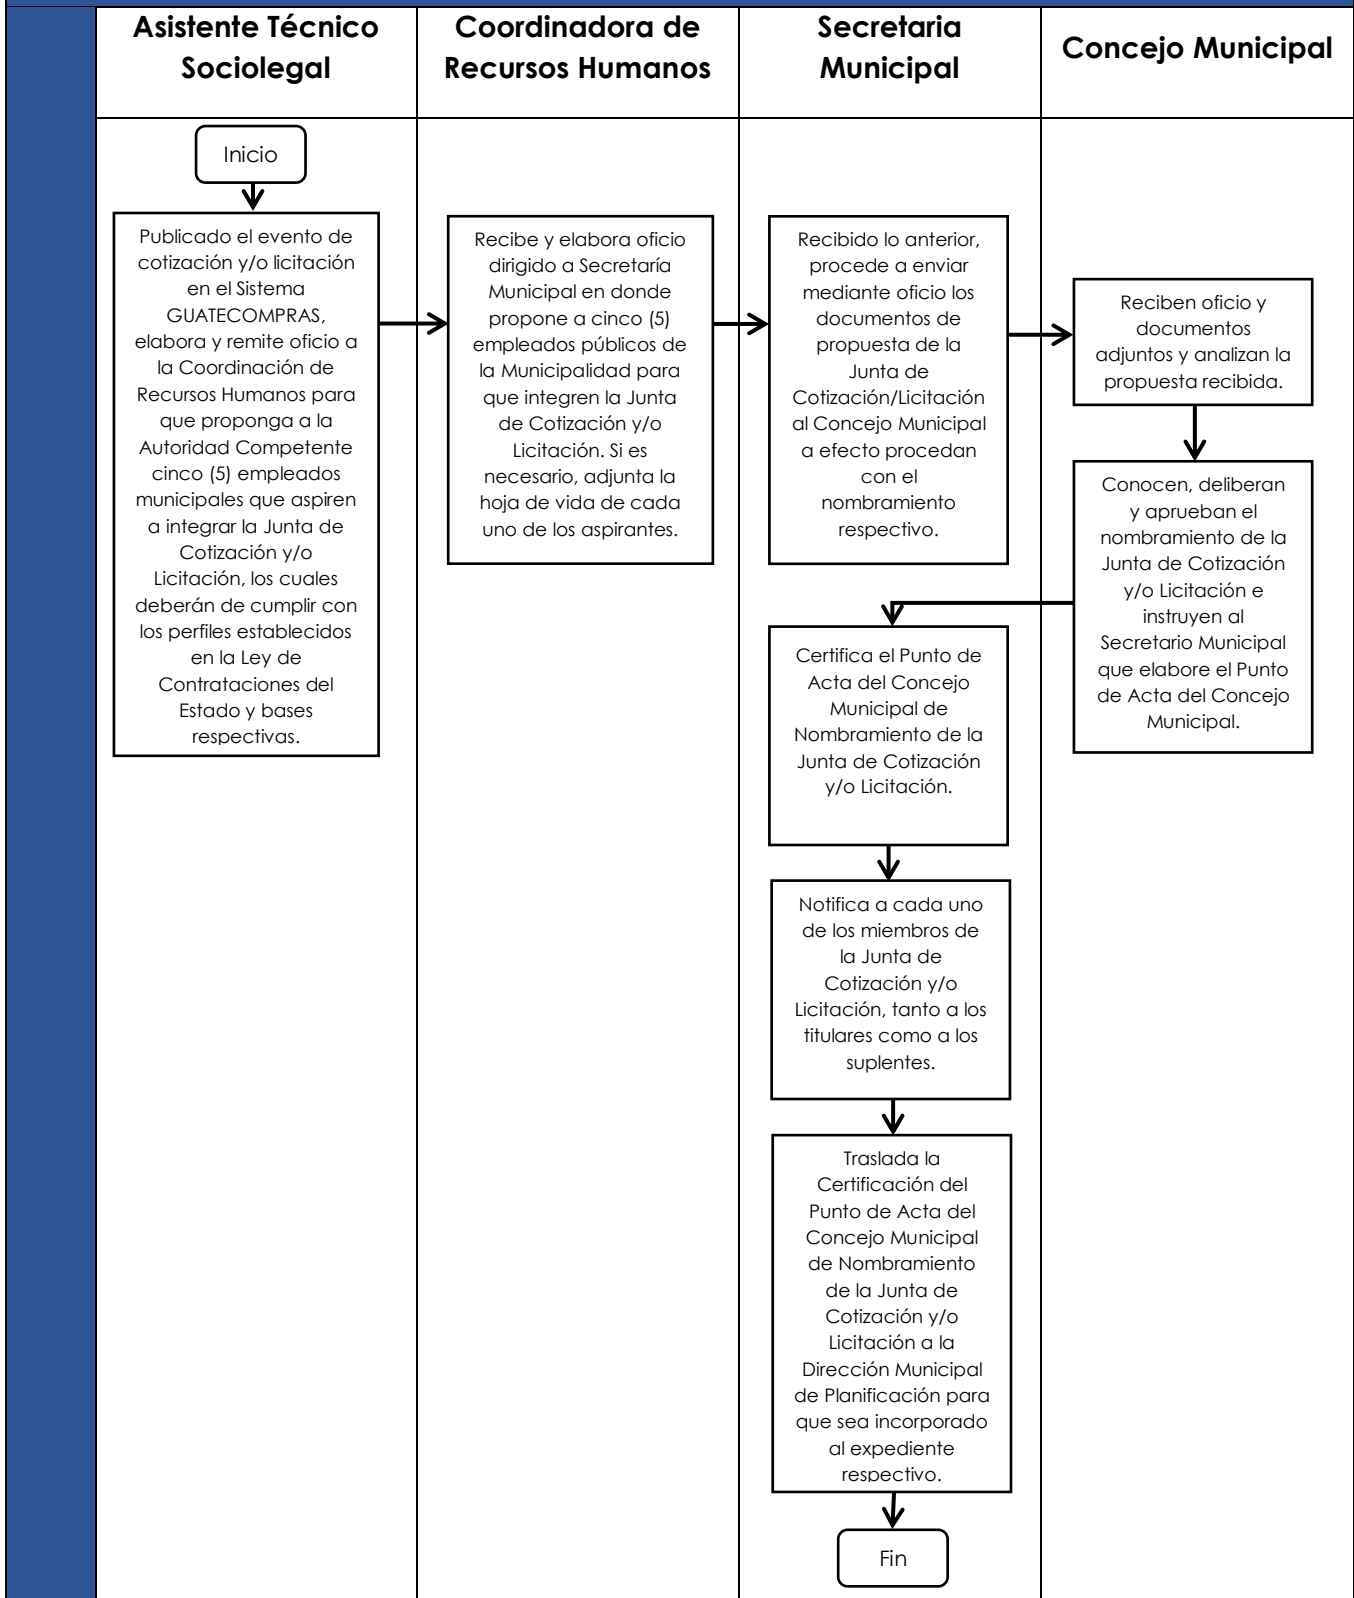 Asistente Técnico
Sociolegal
Coordinadora de
Recursos Humanos
Secretaria
Municipal
Concejo Municipal
Inicio
Publicado el evento de
cotización y/o licitación
en el Sistema
GUATECOMPRAS,
elabora y remite oficio a
la Coordinación de
Recursos Humanos para
que proponga a la
Autoridad Competente
cinco (5) empleados
municipales que aspiren
a integrar la Junta de
Cotización y/o
Licitación, los cuales
deberán de cumplir con
los perfiles establecidos
en la Ley de
Contrataciones del
Estado y bases
respectivas.
Recibe y elabora oficio
dirigido a Secretaría
Municipal en donde
propone a cinco (5)
empleados públicos de
la Municipalidad para
que integren la Junta
de Cotización y/o
Licitación. Si es
necesario, adjunta la
hoja de vida de cada
uno de los aspirantes.
Recibido lo anterior,
procede a enviar
mediante oficio los
documentos de
propuesta de la
Junta de
Cotización/Licitación
al Concejo Municipal
a efecto procedan
con el
nombramiento
respectivo.
Reciben oficio y
documentos
adjuntos y analizan la
propuesta recibida.
Conocen, deliberan
y aprueban el
nombramiento de la
Junta de Cotización
y/o Licitación e
instruyen al
Secretario Municipal
que elabore el Punto
de Acta del Concejo
Municipal.
Certifica el Punto de
Acta del Concejo
Municipal de
Nombramiento de la
Junta de Cotización
y/o Licitación.
Notifica a cada uno
de los miembros de
la Junta de
Cotización y/o
Licitación, tanto a los
titulares como a los
suplentes.
Traslada la
Certificación del
Punto de Acta del
Concejo Municipal
de Nombramiento
de la Junta de
Cotización y/o
Licitación a la
Dirección Municipal
de Planificación para
que sea incorporado
al expediente
respectivo.
Fin